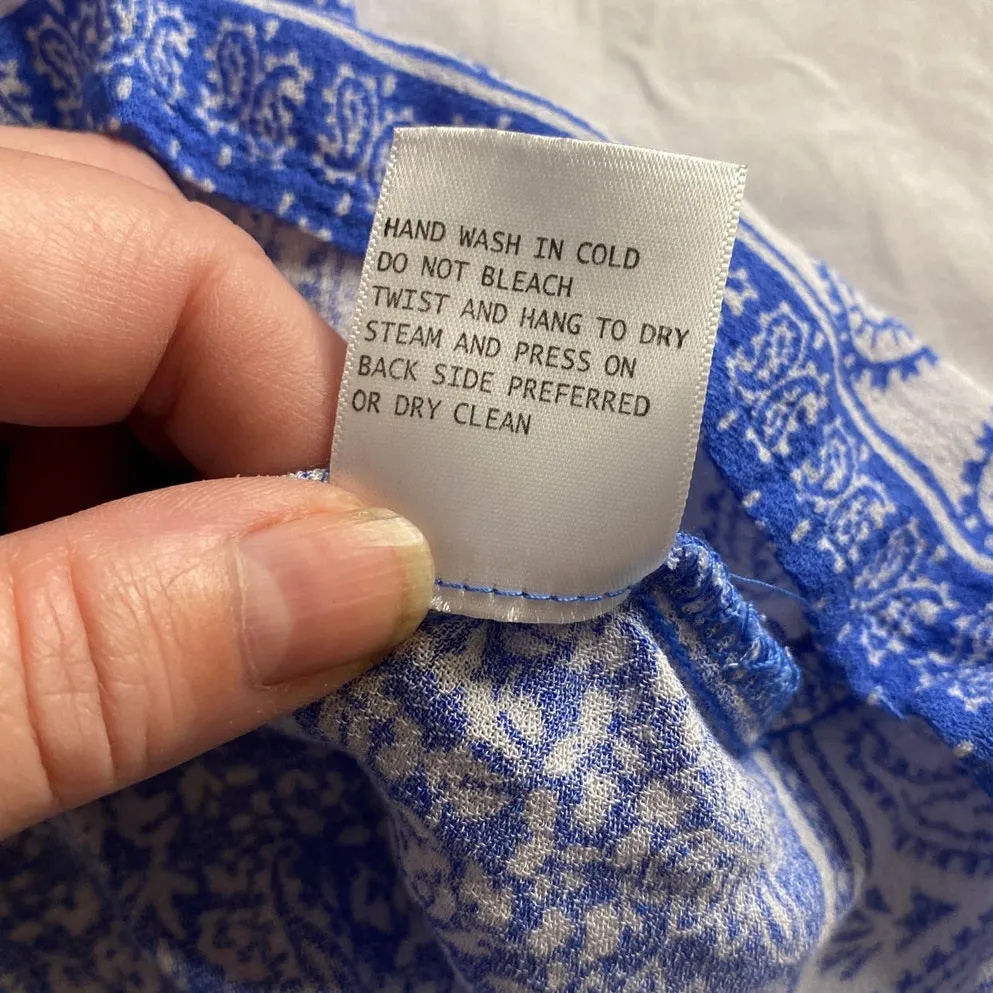 HAND WASH IN COLD
DO NOT BLEACH
TWIST AND HANG TO DRY
STEAM AND PRESS ON
BACK SIDE PREFERRED
OR DRY CLEAN